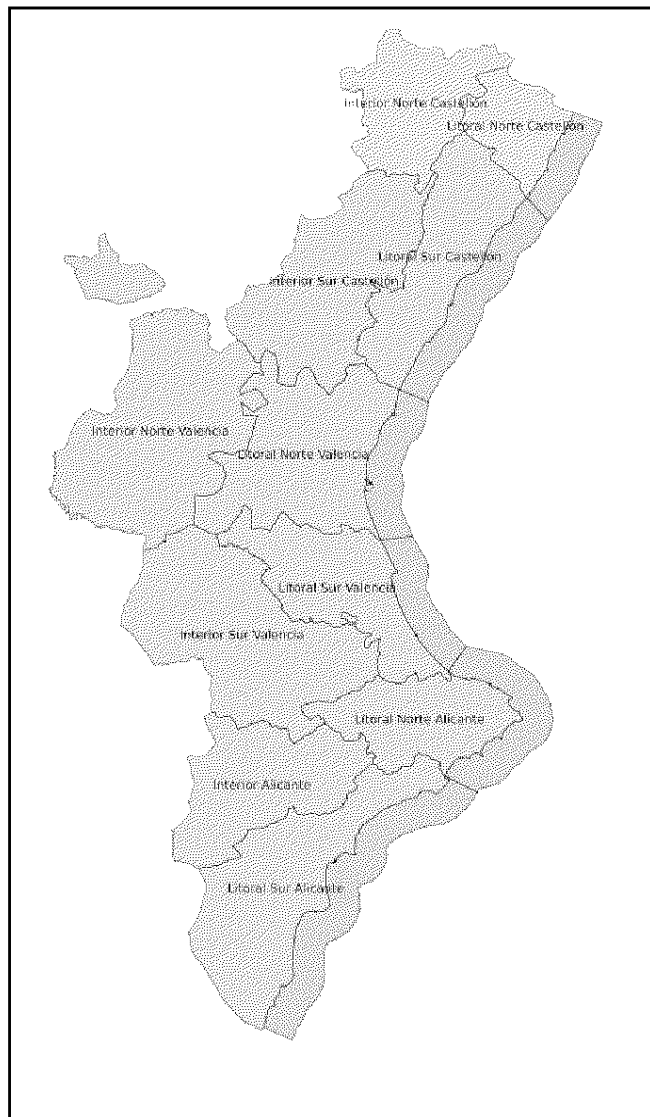 Interior Norte Castellón
Litoral Norte Castellón
Litoral Sur Castellón
Interior Sur Castellón
Interior Norte Valencia
Litoral Norte Valencia
Litoral Sur Valencia
Interior Sur Valencia
Litoral Norte Alicante
Interior Alicante
Litoral Sur Alicante